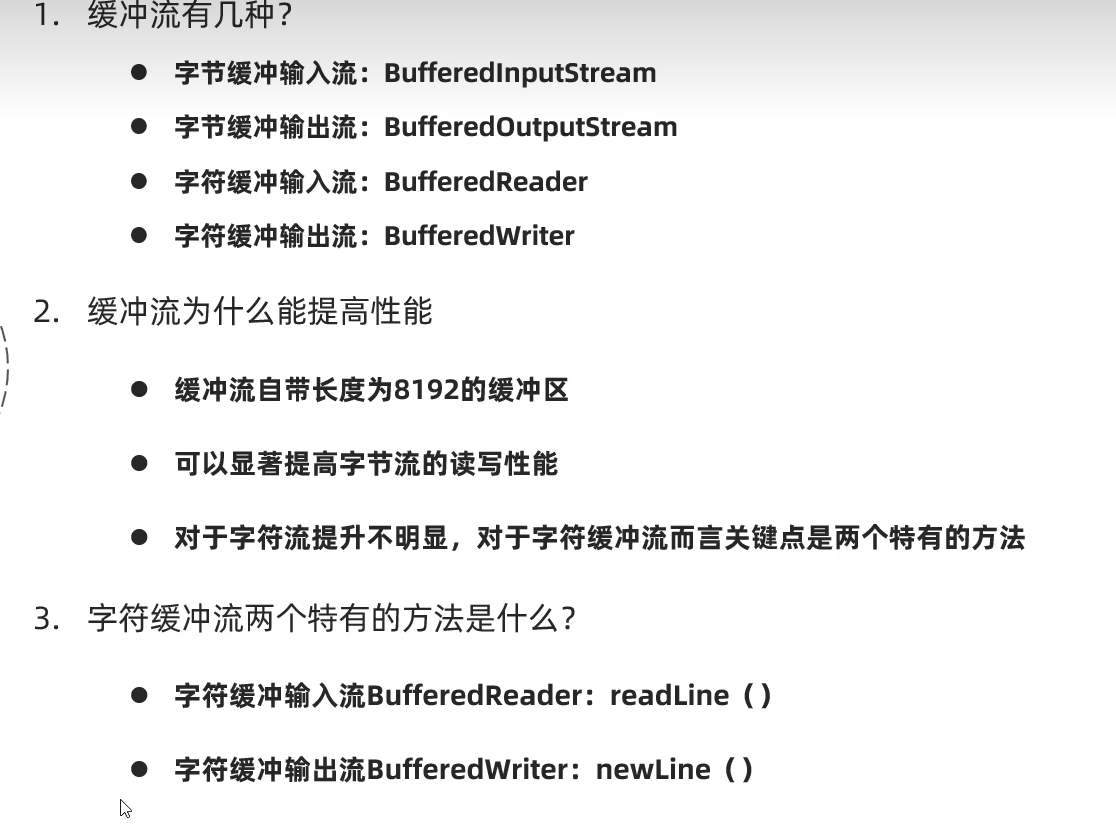 1. 缓冲流有几种？
● 字节缓冲输入流：BufferedInputStream
● 字节缓冲输出流：BufferedOutputStream
● 字符缓冲输入流：BufferedReader
● 字符缓冲输出流：BufferedWriter
2. 缓冲流为什么能提高性能
● 缓冲流自带长度为8192的缓冲区
● 可以显著提高字节流的读写性能
● 对于字符流提升不明显，对于字符缓冲流而言关键点是两个特有的方法
3. 字符缓冲流两个特有的方法是什么？
● 字符缓冲输入流BufferedReader：readLine（）
● 字符缓冲输出流BufferedWriter：newLine（）